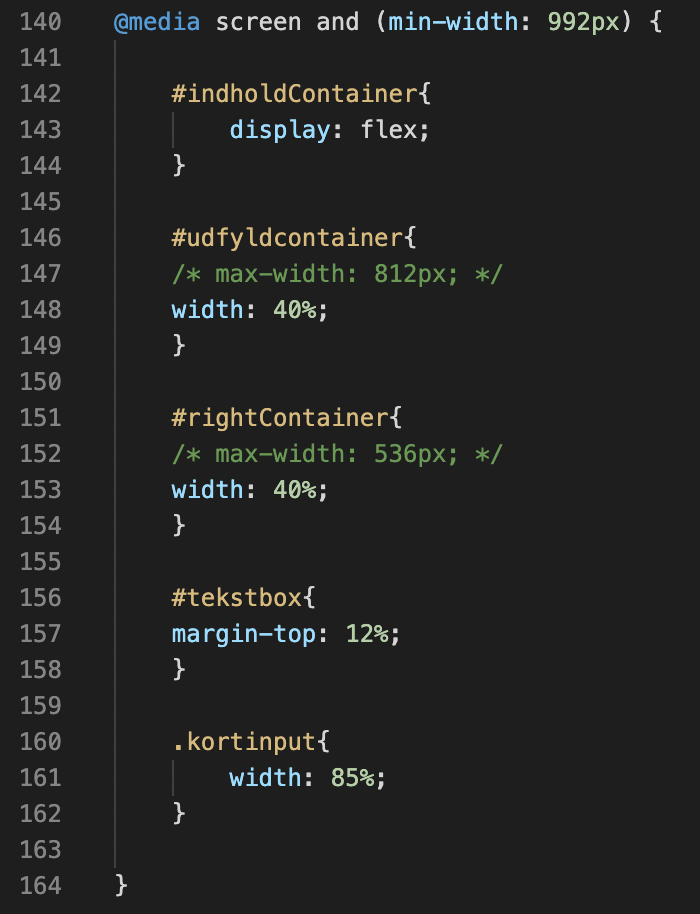 140 @media screen and (min-width: 992px) {
141
142 #indholdContainer{
143 display: flex;
144 }
145
146 #udfyldcontainer{
147 /* max-width: 812px; */
148 width: 40%;
149 }
150
151 #rightContainer{
152 /* max-width: 536px; */
153 width: 40%;
154 }
155
156 #tekstbox{
157 margin-top: 12%;
158 }
159
160 .kortinput{
161 width: 85%;
162 }
163
164 }